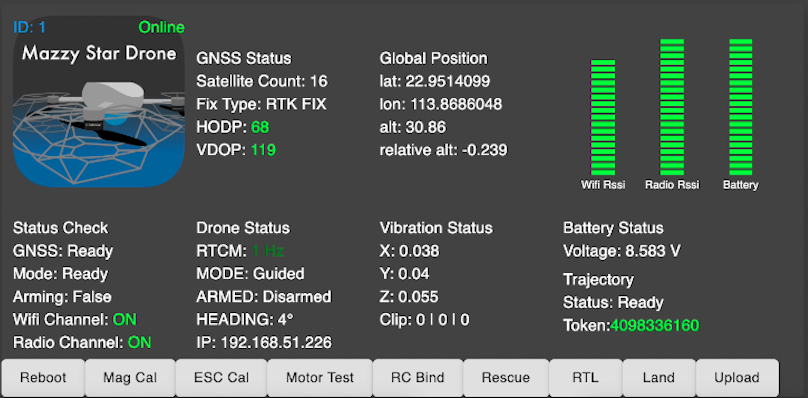 ID: 1
Online
Mazzy Star Drone
GNSS Status
Satellite Count: 16
Fix Type: RTK FIX
HODP: 68
VDOP: 119
Global Position
lat: 22.9514099
lon: 113.8686048
alt: 30.86
relative alt: -0.239
Wifi Rssi
Radio Rssi
Battery
Status Check
GNSS: Ready
Mode: Ready
Arming: False
Wifi Channel: ON
Radio Channel: ON
Drone Status
RTCM: 1 Hz
MODE: Guided
ARMED: Disarmed
HEADING: 4°
IP: 192.168.51.226
Vibration Status
X: 0.038
Y: 0.04
Z: 0.055
Clip: 0 | 0 | 0
Battery Status
Voltage: 8.583 V
Trajectory
Status: Ready
Token:4098336160
Reboot
Mag Cal
ESC Cal
Motor Test
RC Bind
Rescue
RTL
Land
Upload